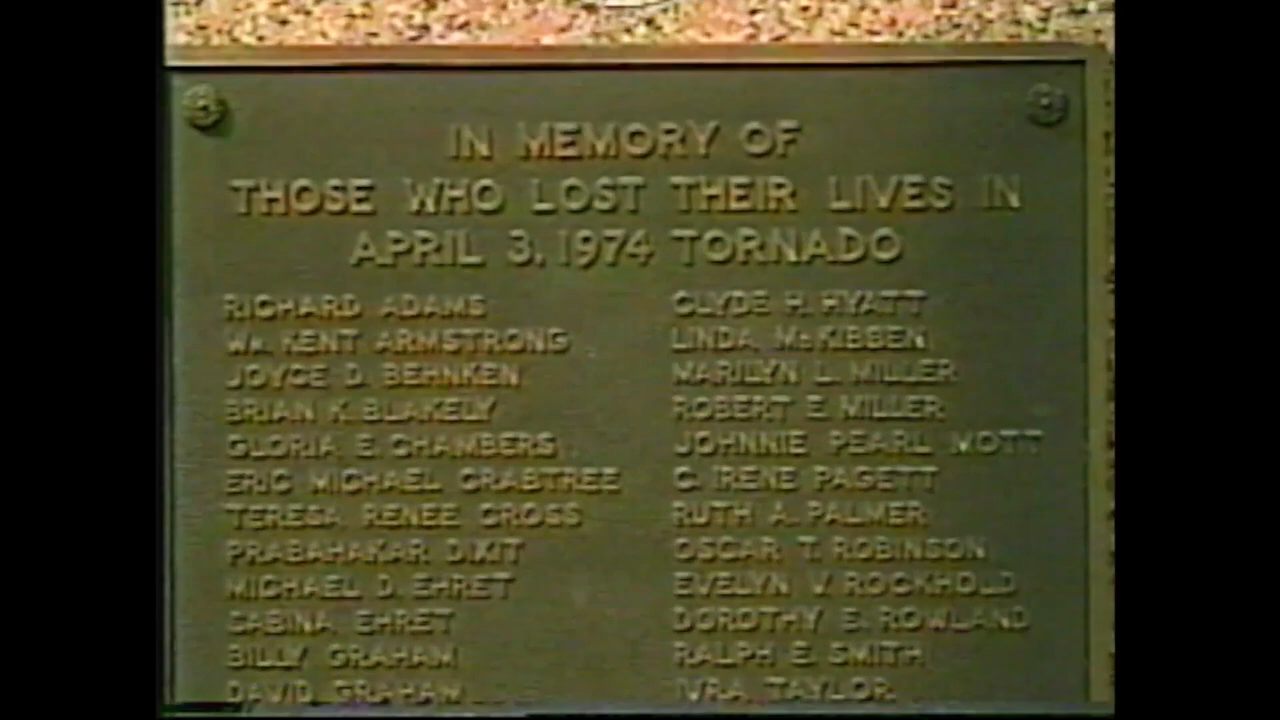 IN MEMORY OF
THOSE WHO LOST THEIR LIVES IN
APRIL 3, 1974 TORNADO
RICHARD ADAMS
Wm. KENT ARMSTRONG
JOYCE D. BEHNKEN
BRIAN K. BLAKELY
GLORIA E. CHAMBERS
ERIC MICHAEL CRABTREE
TERESA RENEE CROSS
PRABAHAKAR DIXIT
MICHAEL D. EHRET
SABINA EHRET
BILLY GRAHAM
DAVID GRAHAM
CLYDE H. HYATT
LINDA McKIBBEN
MARILYN L. MILLER
ROBERT E. MILLER
JOHNNIE PEARL MOTT
C. IRENE PAGETT
RUTH A. PALMER
OSCAR T. ROBINSON
EVELYN V. ROCKHOLD
DOROTHY E. ROWLAND
RALPH E. SMITH
IVRA TAYLOR